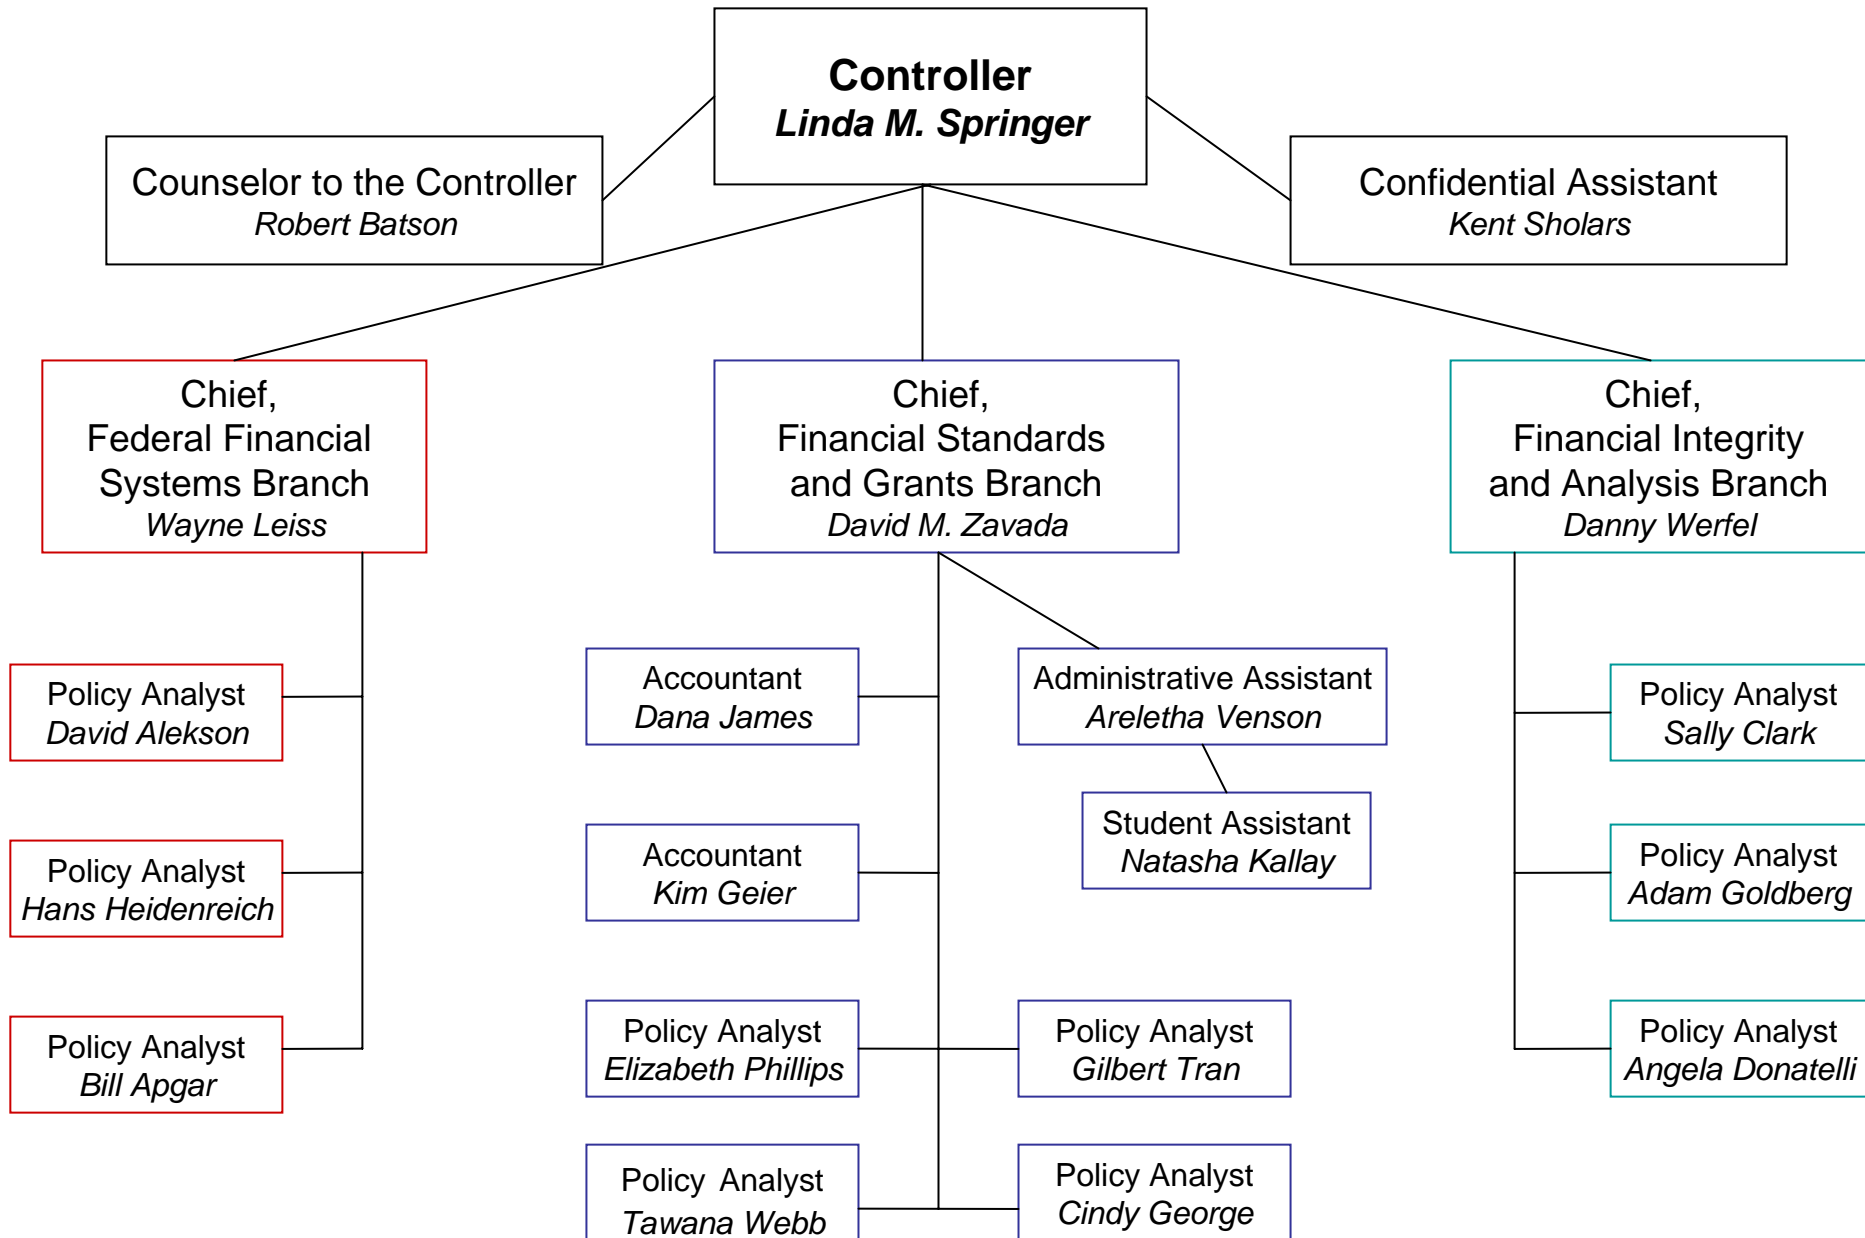 Controller
Linda M. Springer
Counselor to the Controller
Robert Batson
Confidential Assistant
Kent Sholars
Chief,
Federal Financial
Systems Branch
Wayne Leiss
Chief,
Financial Standards
and Grants Branch
David M. Zavada
Chief,
Financial Integrity
and Analysis Branch
Danny Werfel
Policy Analyst
David Alekson
Policy Analyst
Hans Heidenreich
Policy Analyst
Bill Apgar
Accountant
Dana James
Administrative Assistant
Areletha Venson
Student Assistant
Natasha Kallay
Accountant
Kim Geier
Policy Analyst
Elizabeth Phillips
Policy Analyst
Gilbert Tran
Policy Analyst
Tawana Webb
Policy Analyst
Cindy George
Policy Analyst
Sally Clark
Policy Analyst
Adam Goldberg
Policy Analyst
Angela Donatelli